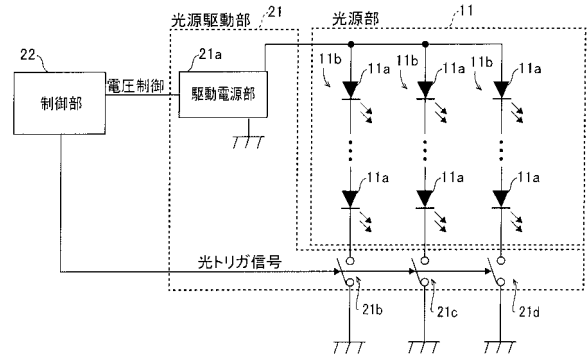 光源駆動部
21
光源部
11
22
制御部
電圧制御
21a
駆動電源部
11b
11a
11b
11a
11b
11a
11a
11a
11a
光トリガ信号
21b
21c
21d